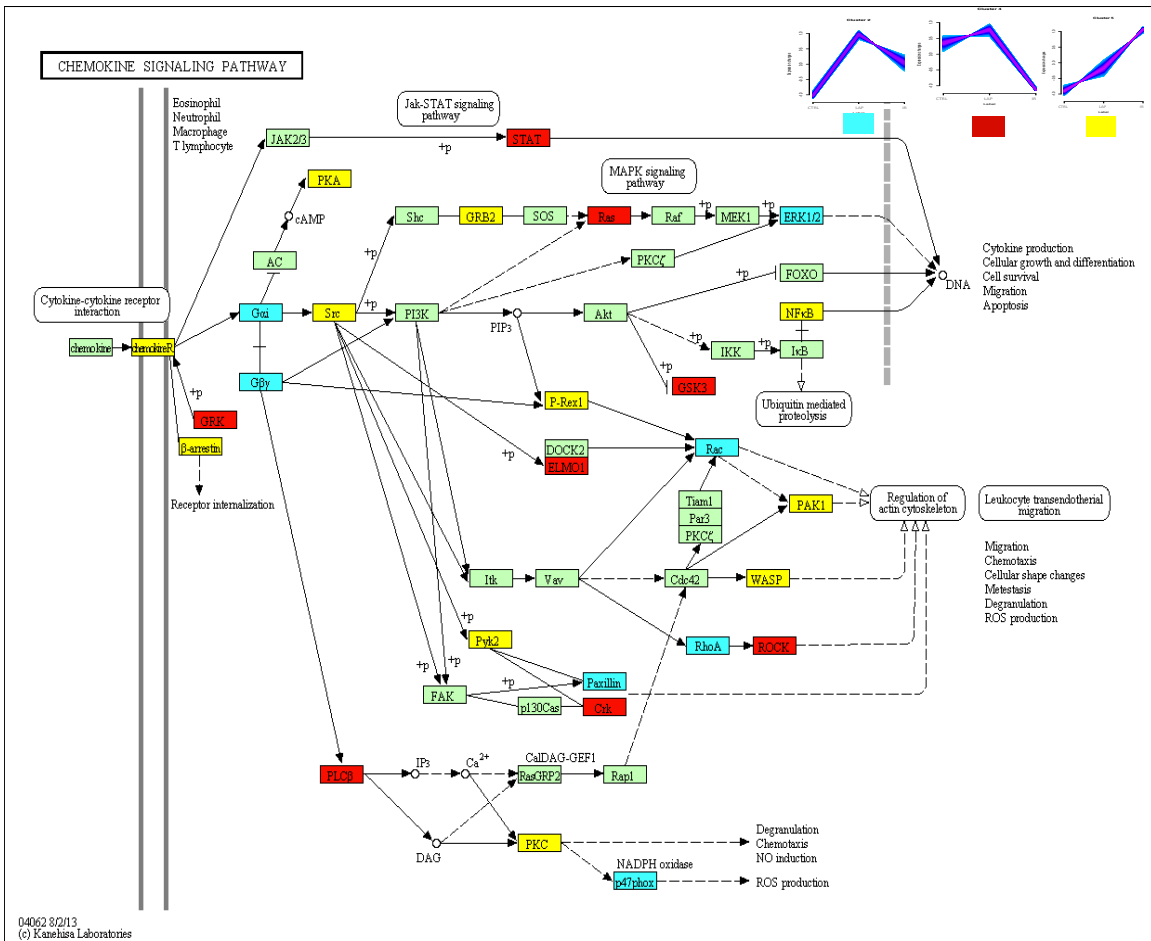 CHEMOKINE SIGNALING PATHWAY
Eosinophil
Neutrophil
Macrophage
T lymphocyte
Jak-STAT signaling
pathway
JAK2/3
+p
STAT
PKA
cAMP
AC
MAPK signaling
pathway
Shc
GRB2
SOS
Ras
Raf
+p
MEK1
+p
ERK1/2
+p
PKCζ
+p
FOXO
DNA
Cytokine production
Cellular growth and differentiation
Cell survival
Migration
Apoptosis
Cytokine-cytokine receptor
interaction
chemokine
chemokineR
Gαi
Src
+p
PI3K
PIP3
Akt
NFκB
+p
IKK
+p
IκB
Gβγ
+p
GSK3
Ubiquitin mediated
proteolysis
+p
GRK
β-arrestin
Receptor internalization
P-Rex1
+p
DOCK2
ELMO1
Rac
Tiam1
Par3
PKCζ
PAK1
Regulation of
actin cytoskeleton
Leukocyte transendotherial
migration
Itk
Vav
Cdc42
WASP
Migration
Chemotaxis
Cellular shape changes
Metestasis
Degranulation
ROS production
+p
Pyk2
RhoA
ROCK
+p
+p
FAK
+p
Paxillin
p130Cas
Crk
PLCβ
IP3
Ca2+
CalDAG-GEF1
RasGRP2
Rap1
DAG
PKC
Degranulation
Chemotaxis
NO induction
NADPH oxidase
p47phox
ROS production
04062 8/2/13
(c) Kanehisa Laboratories